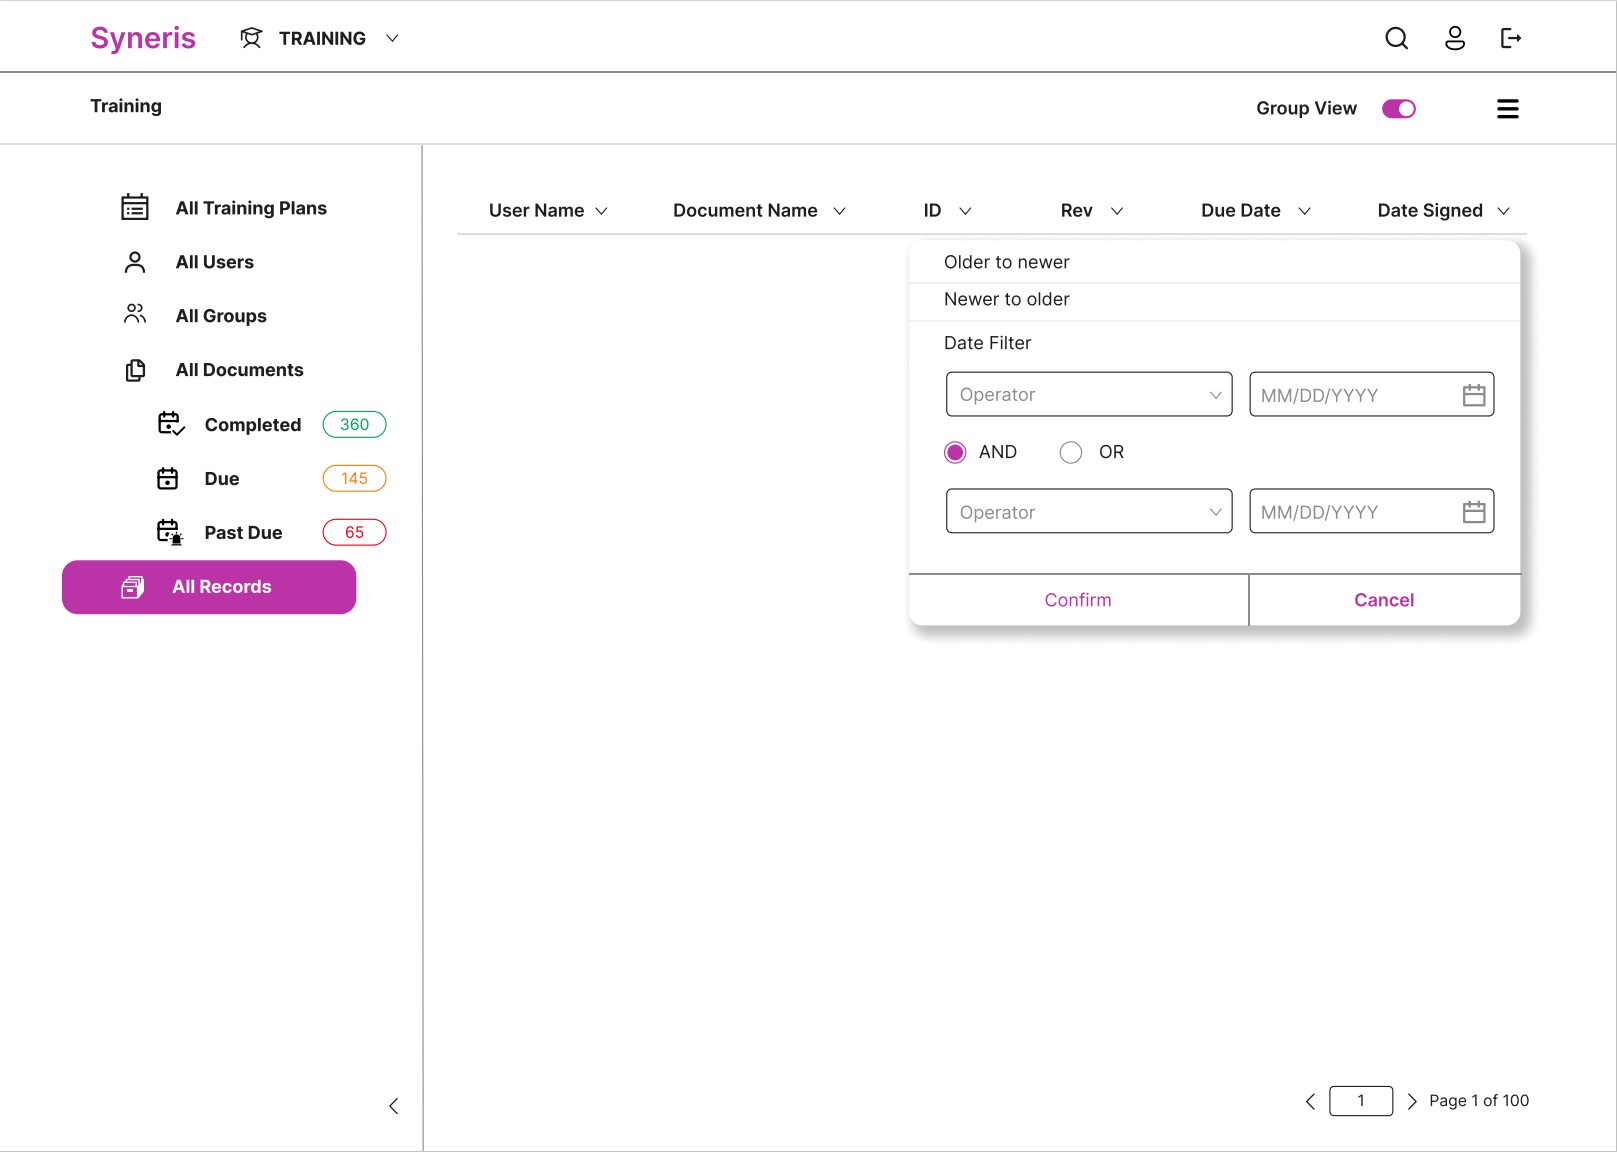 Syneris TRAINING
Training
Group View
All Training Plans
All Users
All Groups
All Documents
Completed 360
Due 145
Past Due 65
All Records
User Name Document Name ID Rev Due Date Date Signed
Older to newer
Newer to older
Date Filter
Operator MM/DD/YYYY
AND OR
Operator MM/DD/YYYY
Confirm Cancel
1 Page 1 of 100